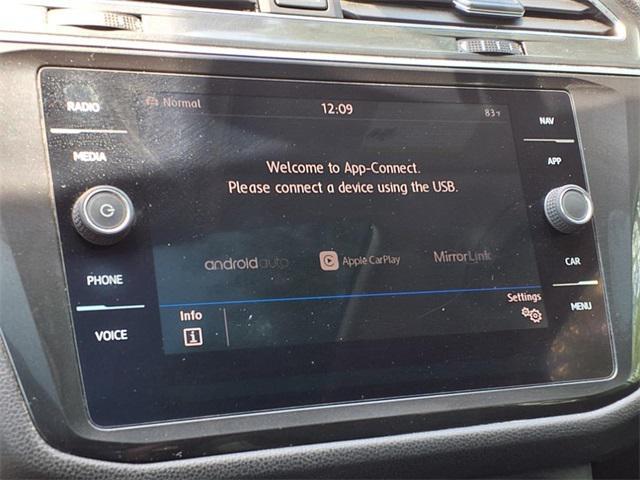 RADIO
MEDIA
PHONE
VOICE
Normal
12:09
83°F
Welcome to App-Connect.
Please connect a device using the USB.
androidauto
Apple CarPlay
MirrorLink
Info
Settings
NAV
APP
CAR
MENU